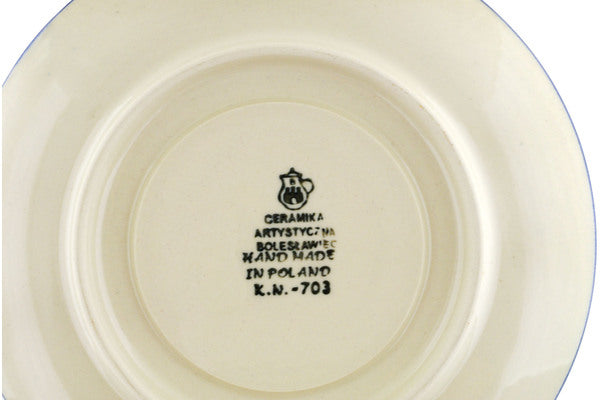 CERAMIKA
ARTYSTYCZNA
BOLESŁAWIEC
HAND MADE
IN POLAND
K.N.-703